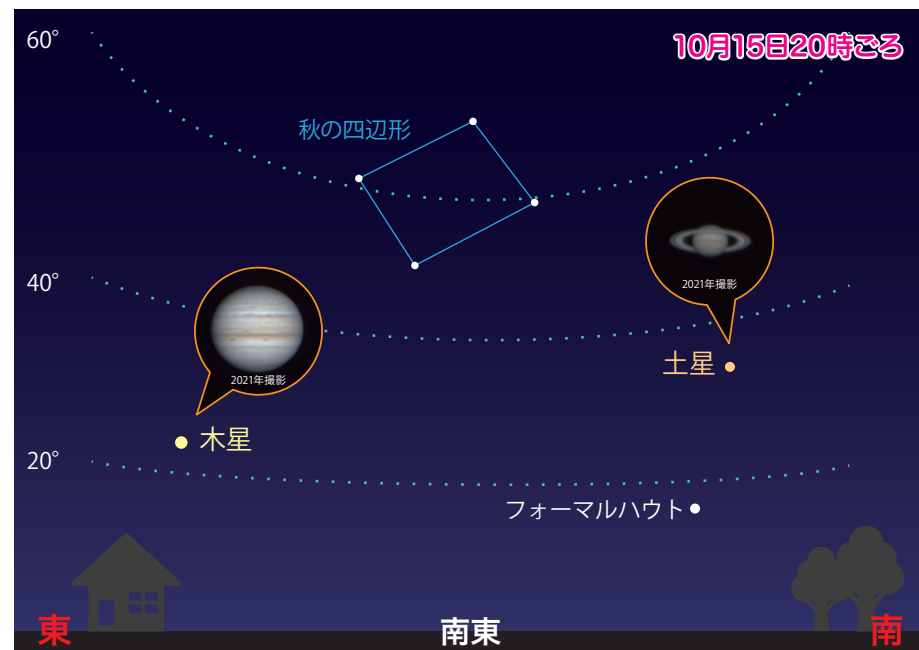 60°
10月15日20時ごろ
秋の四辺形
40°
2021年撮影
2021年撮影
土星
木星
20°
フォーマルハウト
東
南東
南